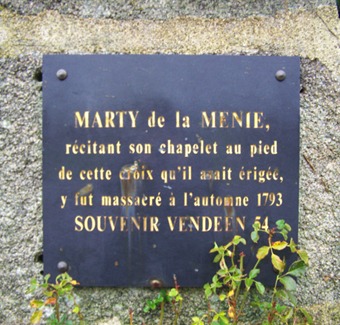 MARTY de la MENIE,
récitant son chapelet au pied
de cette croix qu'il avait érigée,
y fut massacré à l'automne 1793
SOUVENIR VENDEEN 54